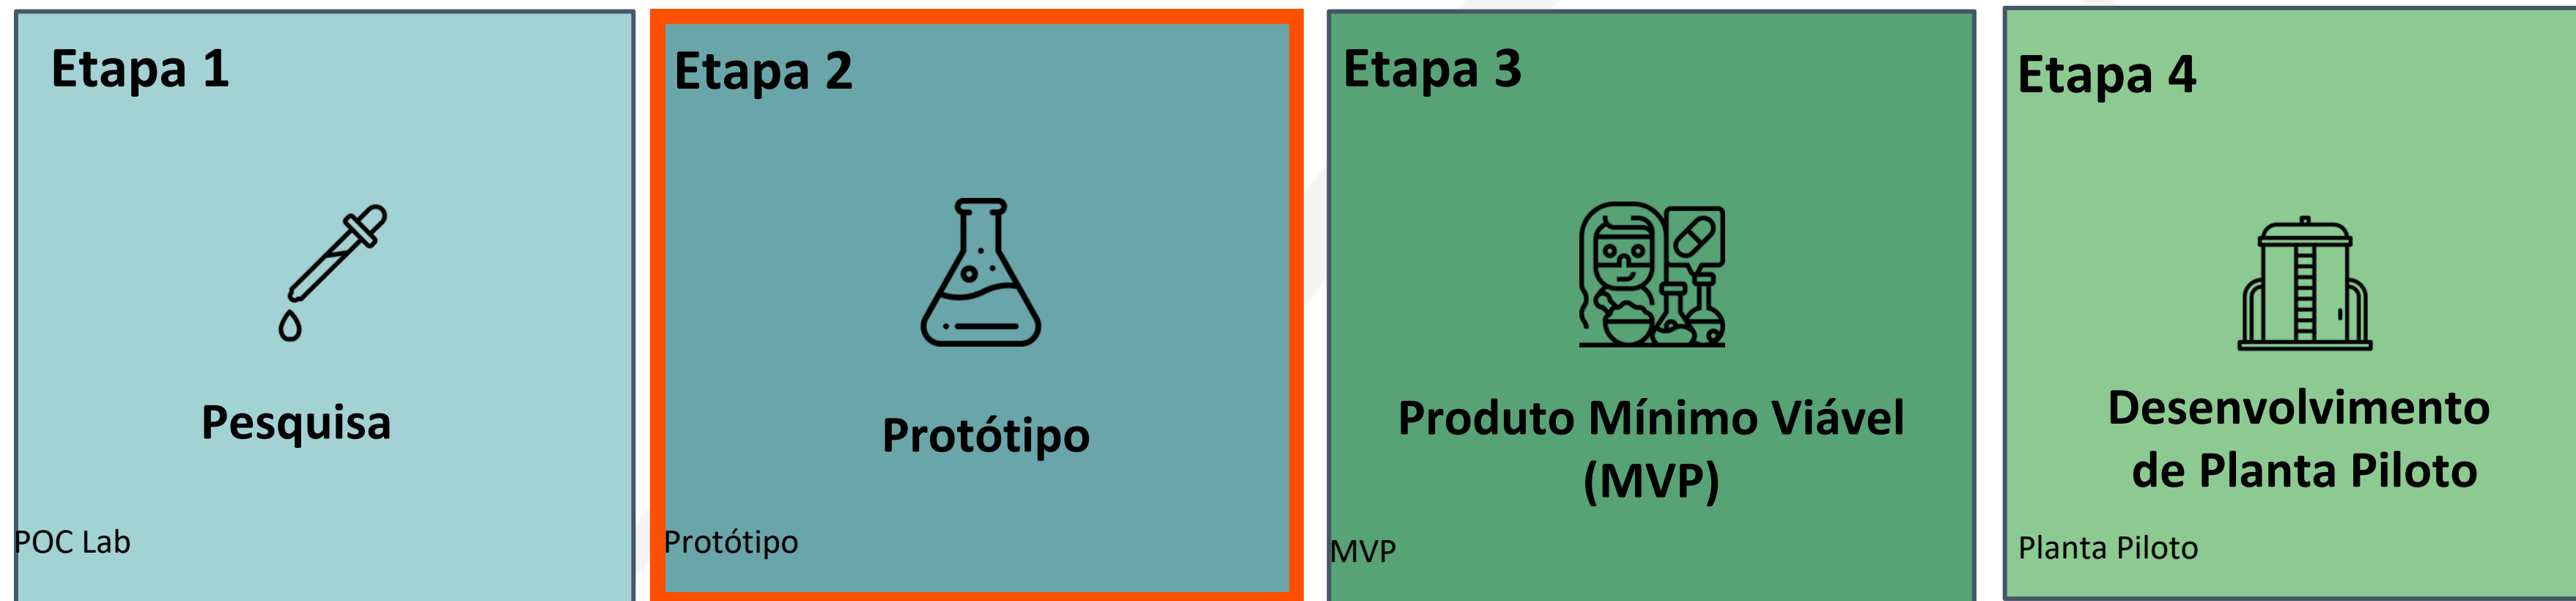 Etapa 1
Pesquisa
POC Lab
Etapa 2
Protótipo
Protótipo
Etapa 3
Produto Mínimo Viável
(MVP)
MVP
Etapa 4
Desenvolvimento
de Planta Piloto
Planta Piloto